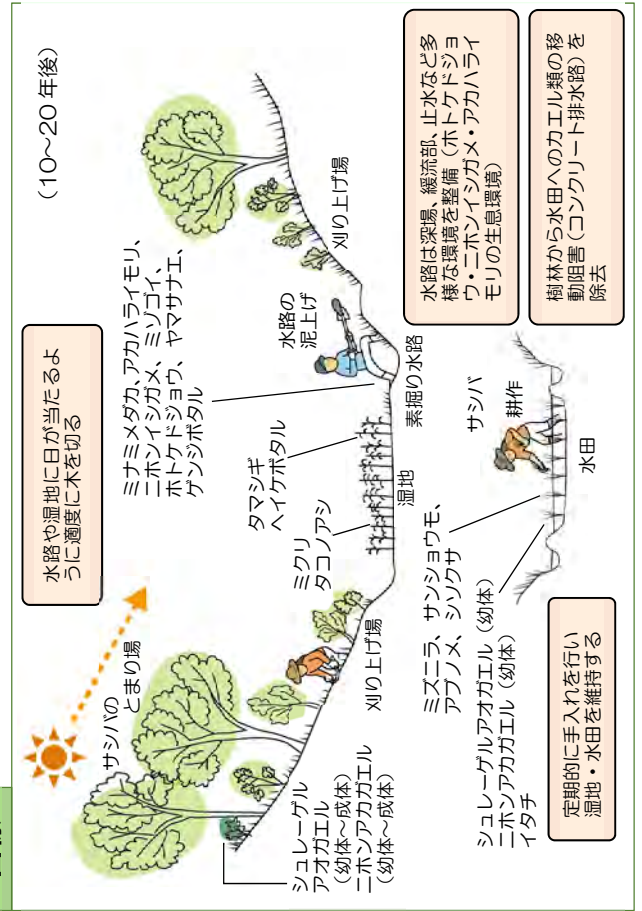 （10～20 年後）
水路や湿地に日が当たるよ
うに適度に木を切る
サシバの
とまり場
シュレーゲル
アオガエル
（幼体～成体）
ニホンアカガエル
（幼体～成体）
刈り上げ場
ミクリ
タコノアシ
タマシギ
ヘイケボタル
湿地
ミナミメダカ、アカハライモリ、
ニホンイシガメ、ミゾゴイ、
ホトケドジョウ、ヤマサナエ、
ゲンジボタル
水路の
泥上げ
素掘り水路
刈り上げ場
ミズニラ、サンショウモ、
アブノメ、シソクサ
シュレーゲルアオガエル（幼体）
ニホンアカガエル（幼体）
イタチ
サシバ
耕作
水田
定期的に手入れを行い
湿地・水田を維持する
水路は深場、緩流部、止水など多
様な環境を整備（ホトケドジョ
ウ・ニホンイシガメ・アカハライ
モリの生息環境）
樹林から水田へのカエル類の移
動阻害（コンクリート排水路）を
除去